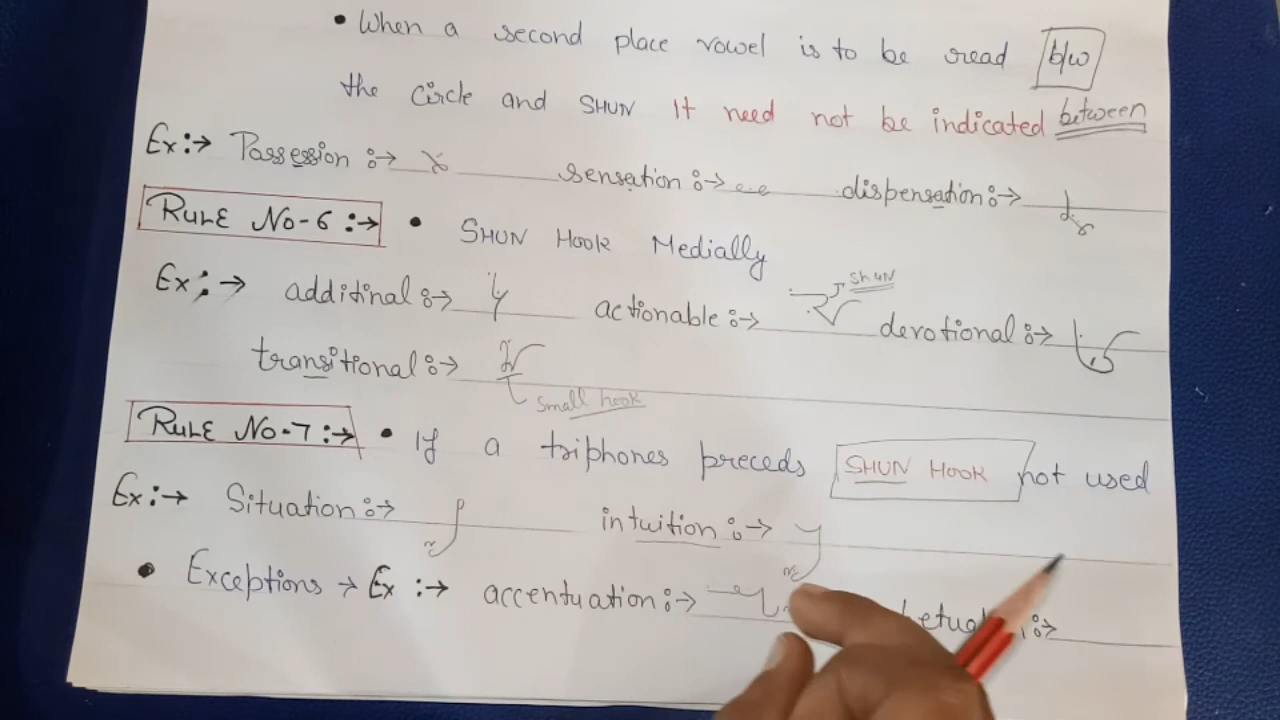 • When a second place vowel is to be read b/w
the circle and SHUN It need not be indicated between
Ex:→ Possession :→ sensation :→ dispensation :→
RULE No-6 :→ • SHUN Hook Medially
Ex:→ additinal :→ actionable :→ SHUN devotional :→
transitional :→
small hook
RULE No-7 :→ • If a triphones preceds SHUN HOOK not used
Ex:→ Situation :→ intuition :→
• Exceptions → Ex :→ accentuation :→